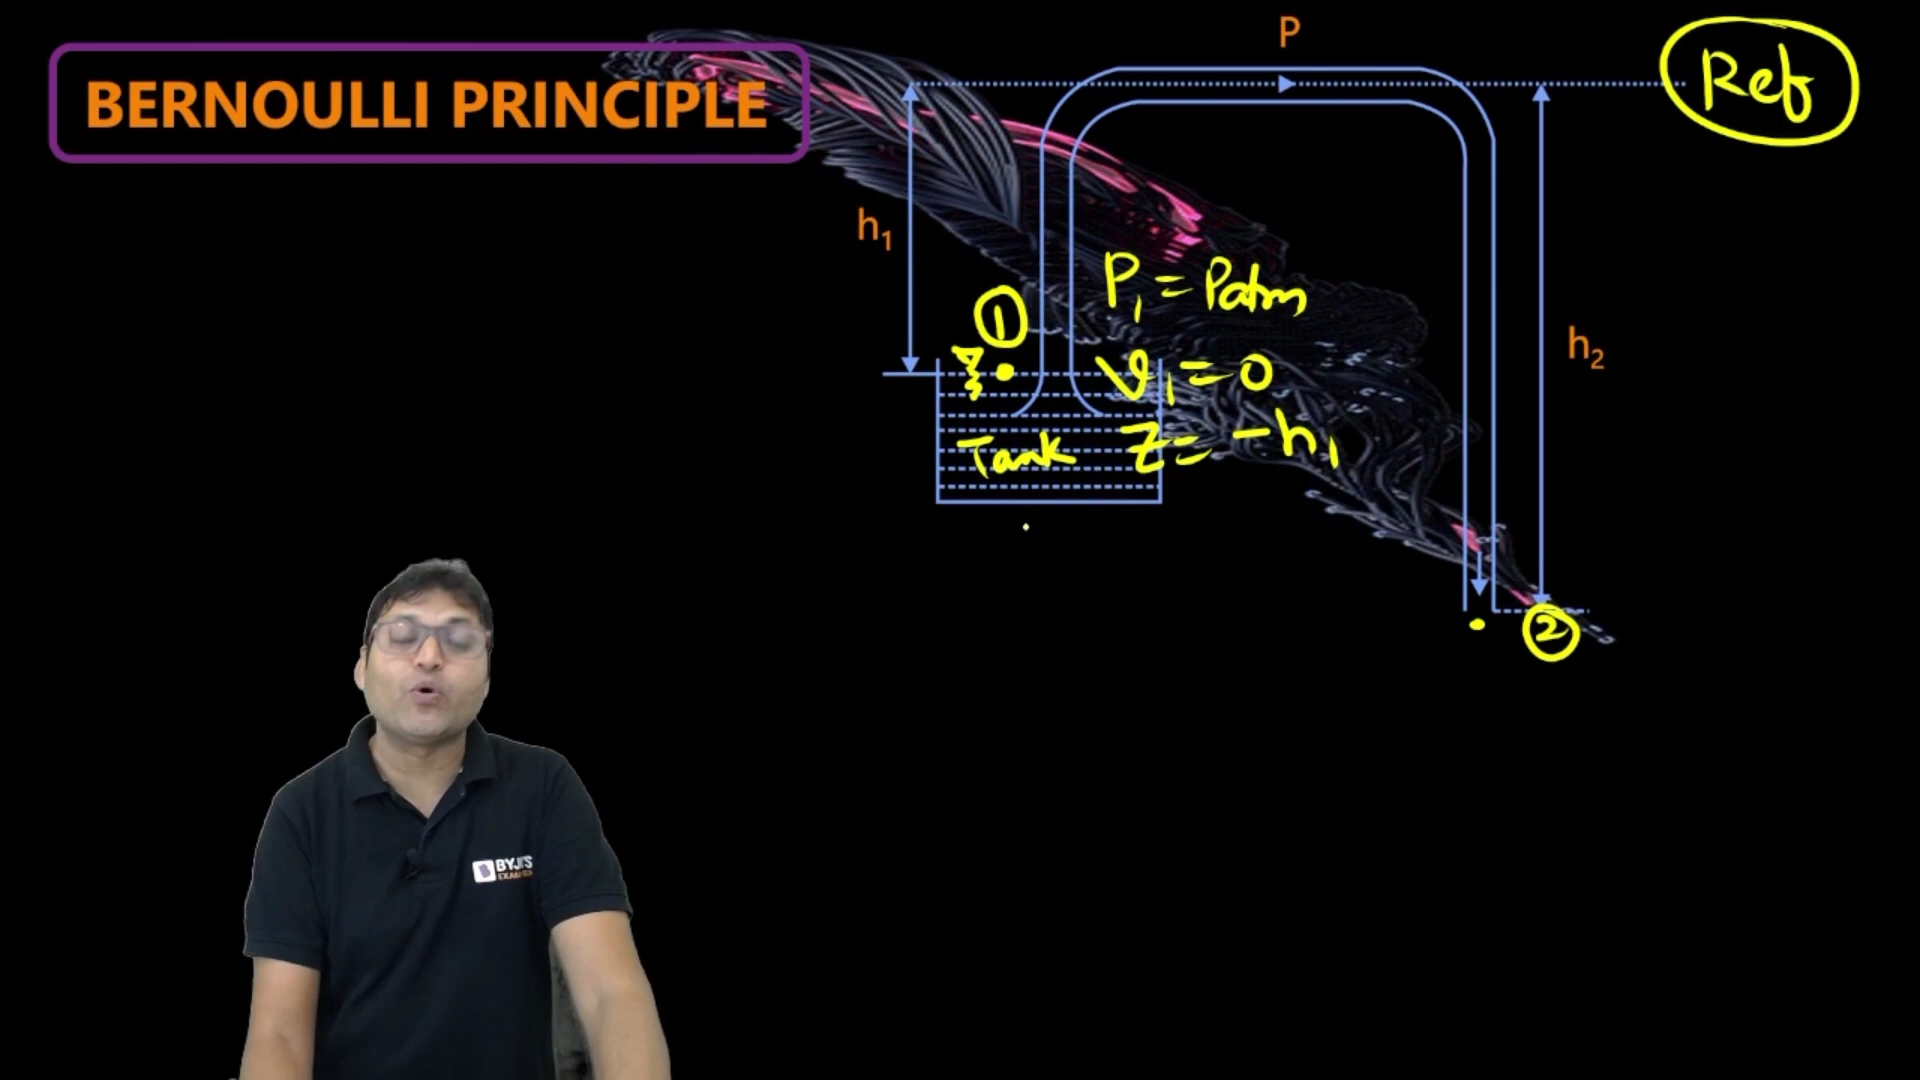 BERNOULLI PRINCIPLE
P
Ref
h₁
h₂
①
P₁ = Patm
v₁ = 0
Tank
Z = -h₁
②
BYJU'S